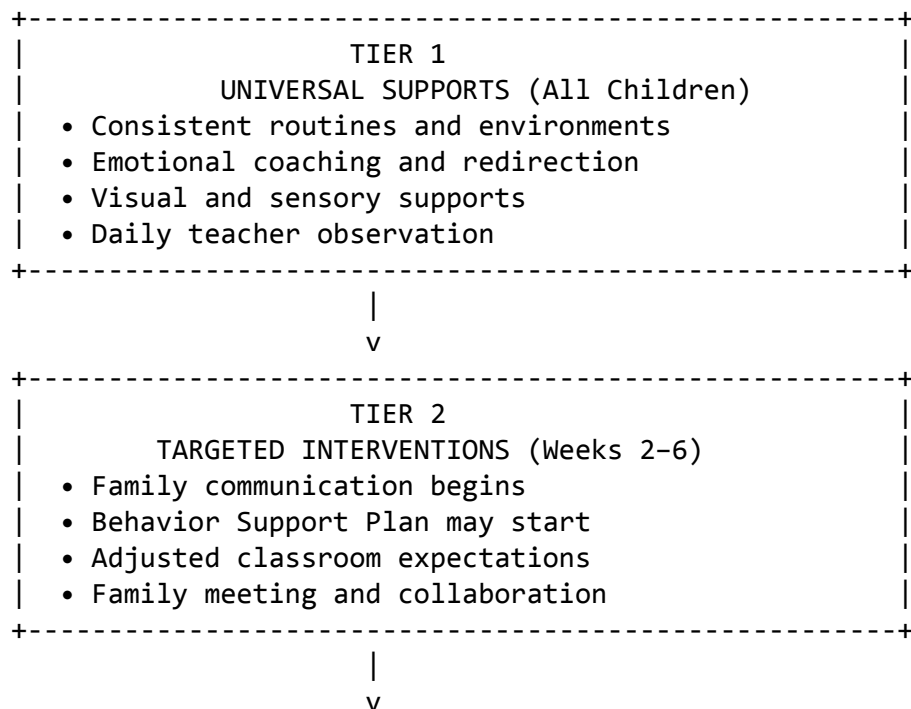 TIER 1
UNIVERSAL SUPPORTS (All Children)
• Consistent routines and environments
• Emotional coaching and redirection
• Visual and sensory supports
• Daily teacher observation
v
TIER 2
TARGETED INTERVENTIONS (Weeks 2–6)
• Family communication begins
• Behavior Support Plan may start
• Adjusted classroom expectations
• Family meeting and collaboration
v